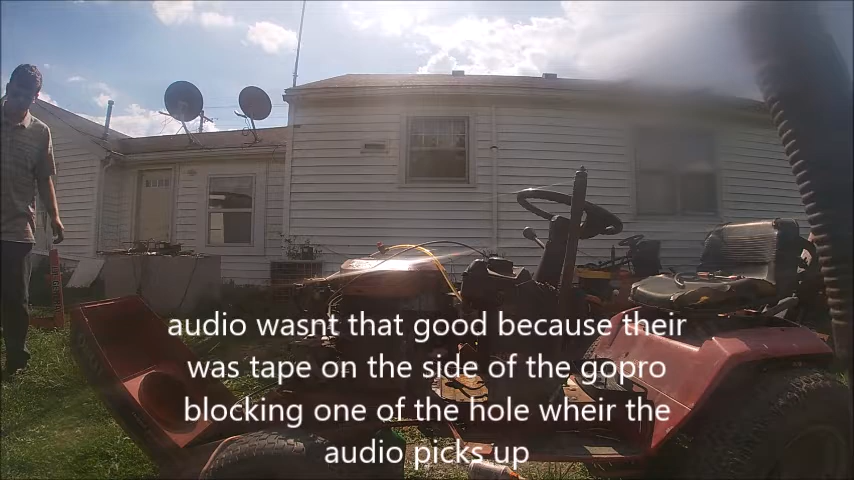 audio wasnt that good because their
was tape on the side of the gopro
blocking one of the hole wheir the
audio picks up